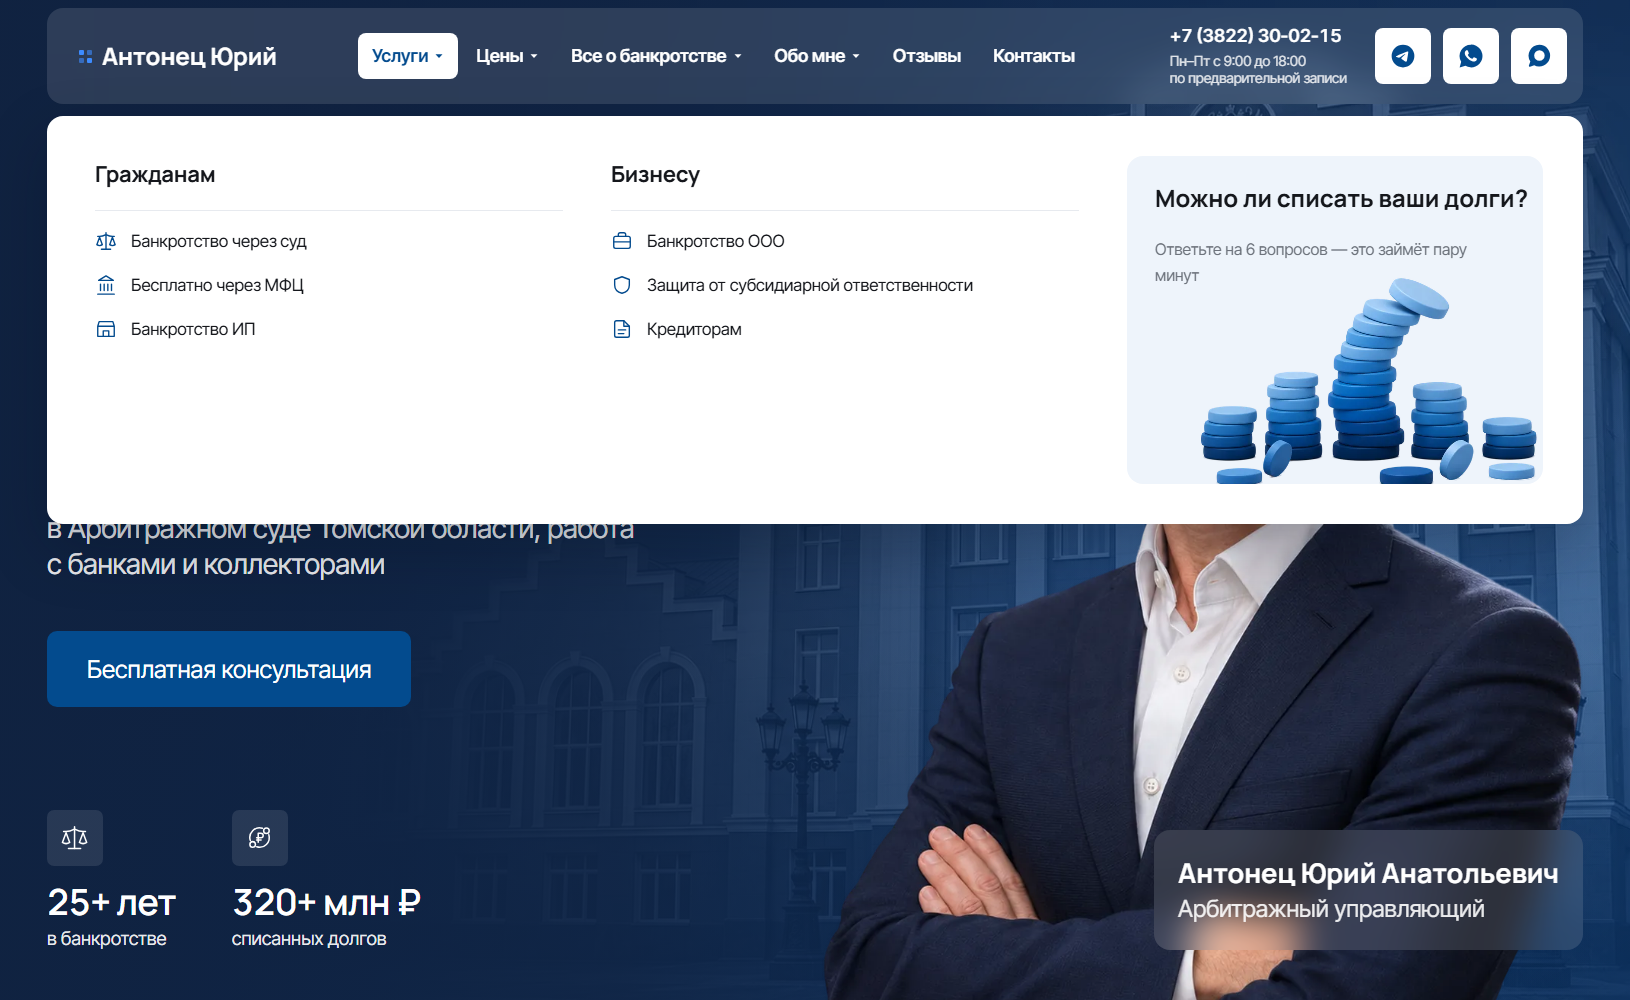 Антонец Юрий
Услуги
Цены
Все о банкротстве
Обо мне
Отзывы
Контакты
+7 (3822) 30-02-15
Пн–Пт с 9:00 до 18:00
по предварительной записи
Гражданам
Банкротство через суд
Бесплатно через МФЦ
Банкротство ИП
Бизнесу
Банкротство ООО
Защита от субсидиарной ответственности
Кредиторам
Можно ли списать ваши долги?
Ответьте на 6 вопросов — это займёт пару
минут
в Арбитражном суде Томской области, работа
с банками и коллекторами
Бесплатная консультация
25+ лет
в банкротстве
320+ млн ₽
списанных долгов
Антонец Юрий Анатольевич
Арбитражный управляющий